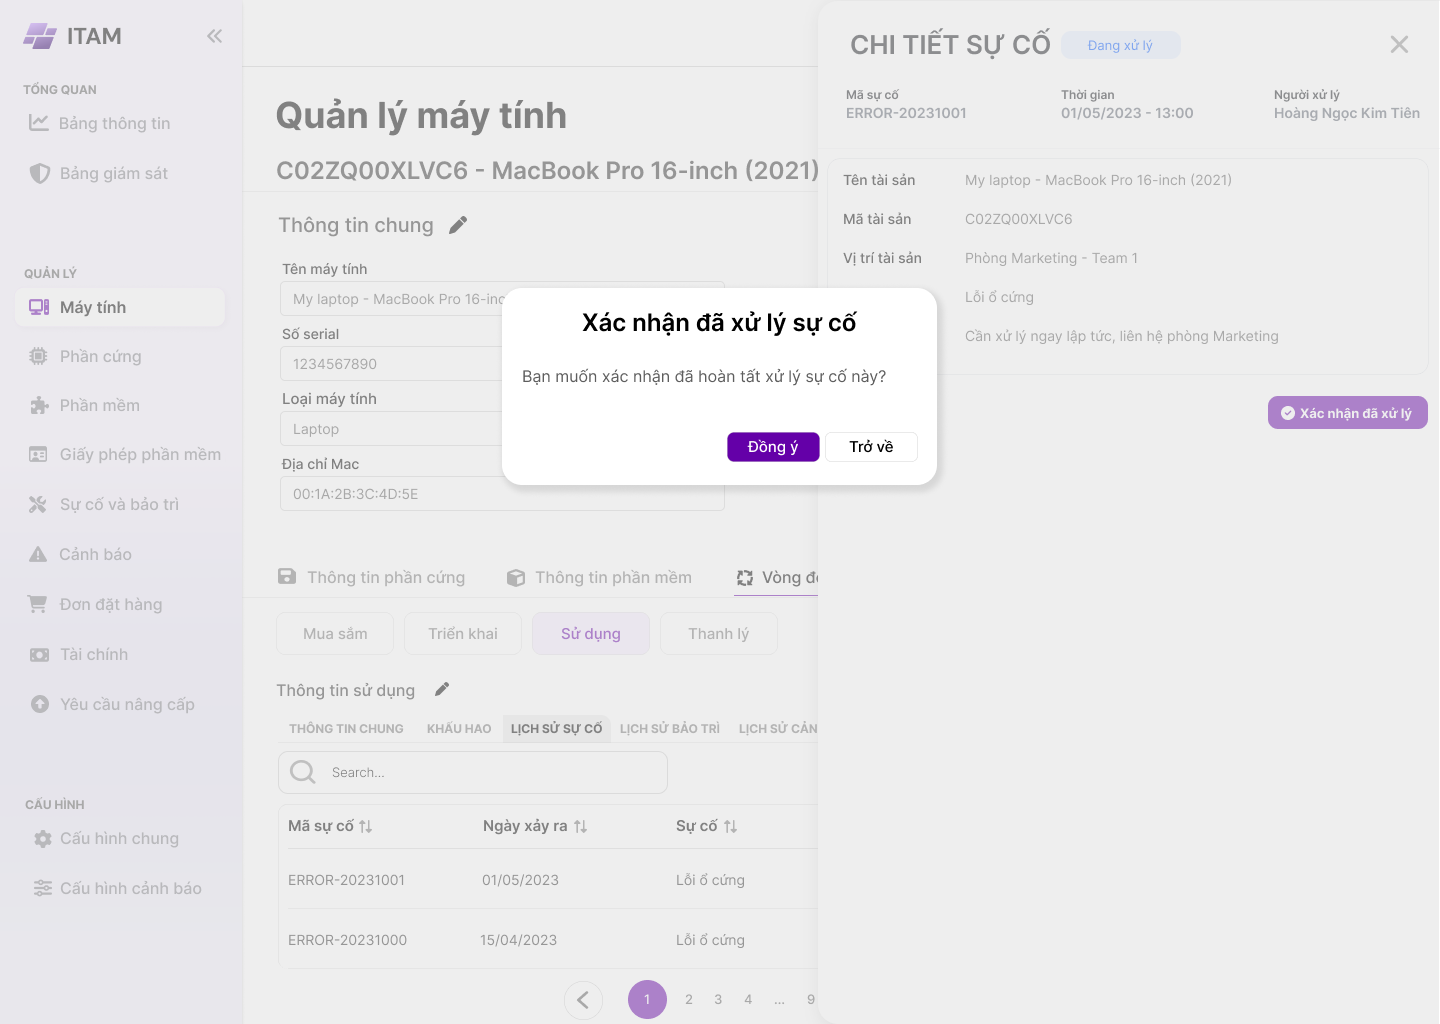 ITAM
TỔNG QUAN
Bảng thông tin
Bảng giám sát
QUẢN LÝ
Máy tính
Phần cứng
Phần mềm
Giấy phép phần mềm
Sự cố và bảo trì
Cảnh báo
Đơn đặt hàng
Tài chính
Yêu cầu nâng cấp
CẤU HÌNH
Cấu hình chung
Cấu hình cảnh báo
Quản lý máy tính
C02ZQ00XLVC6 - MacBook Pro 16-inch (2021)
Thông tin chung
Tên máy tính
My laptop - MacBook Pro 16-inc
Số serial
1234567890
Loại máy tính
Laptop
Địa chỉ Mac
00:1A:2B:3C:4D:5E
Thông tin phần cứng
Thông tin phần mềm
Vòng
Mua sắm
Triển khai
Sử dụng
Thanh lý
Thông tin sử dụng
THÔNG TIN CHUNG
KHẤU HAO
LỊCH SỬ SỰ CỐ
LỊCH SỬ BẢO TRÌ
LỊCH SỬ CẢN
Search...
Mã sự cố
Ngày xảy ra
Sự cố
ERROR-20231001
01/05/2023
Lỗi ổ cứng
ERROR-20231000
15/04/2023
Lỗi ổ cứng
1 2 3 4 ... 9
Xác nhận đã xử lý sự cố
Bạn muốn xác nhận đã hoàn tất xử lý sự cố này?
Đồng ý
Trở về
CHI TIẾT SỰ CỐ
Đang xử lý
Mã sự cố
ERROR-20231001
Thời gian
01/05/2023 - 13:00
Người xử lý
Hoàng Ngọc Kim Tiên
Tên tài sản
My laptop - MacBook Pro 16-inch (2021)
Mã tài sản
C02ZQ00XLVC6
Vị trí tài sản
Phòng Marketing - Team 1
Lỗi ổ cứng
Cần xử lý ngay lập tức, liên hệ phòng Marketing
Xác nhận đã xử lý